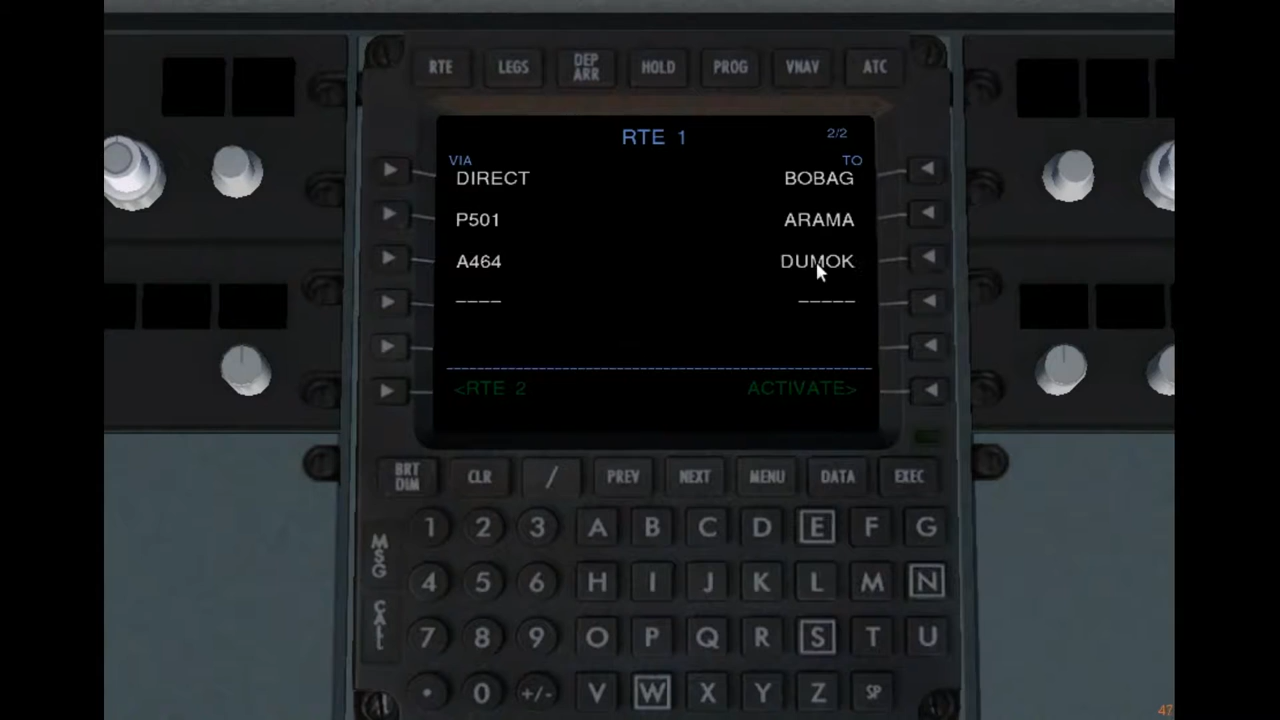 RTE LEGS DEP ARR HOLD PROG VNAV ATC
RTE 1 2/2
VIA TO
DIRECT BOBAG
P501 ARAMA
A464 DUMOK
---- -----
<RTE 2 ACTIVATE>
BRT DIM CLR / PREV NEXT MENU DATA EXEC
1 2 3 A B C D E F G
4 5 6 H I J K L M N
7 8 9 O P Q R S T U
. 0 +/- V W X Y Z SP
MSG
47